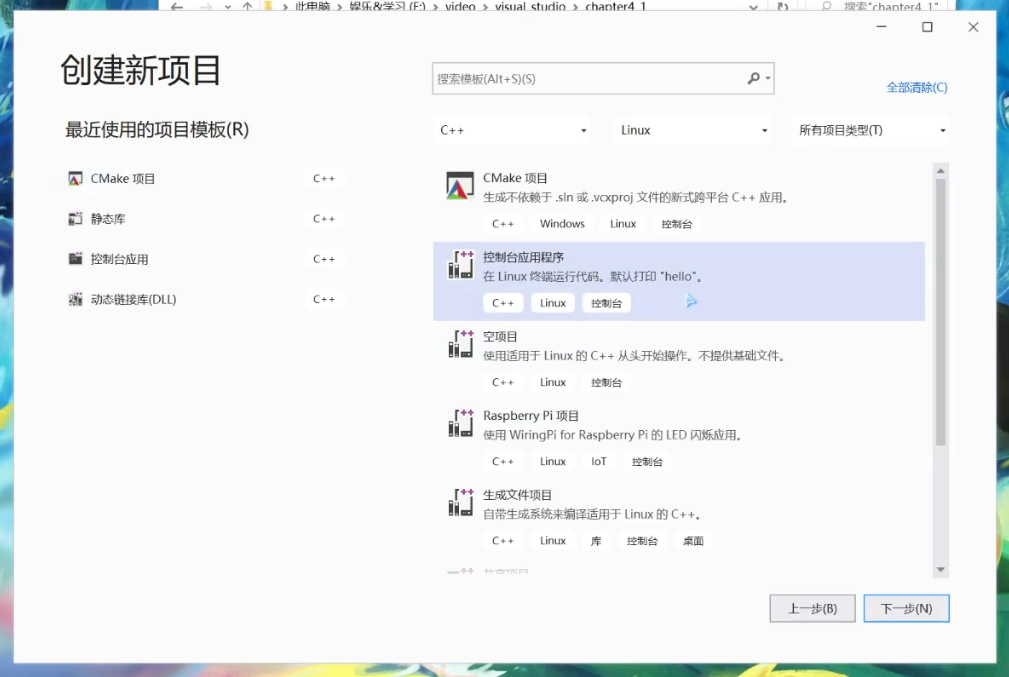 此电脑 > 娱乐&学习 (F:) > video > visual studio > chapter4_1
搜索"chapter4_1"
创建新项目
搜索模板(Alt+S)(S)
全部清除(C)
最近使用的项目模板(R)
C++
Linux
所有项目类型(T)
CMake 项目
C++
静态库
C++
控制台应用
C++
动态链接库(DLL)
C++
CMake 项目
生成不依赖于 .sln 或 .vcxproj 文件的新式跨平台 C++ 应用。
C++ Windows Linux 控制台
控制台应用程序
在 Linux 终端运行代码。默认打印 "hello"。
C++ Linux 控制台
空项目
使用适用于 Linux 的 C++ 从头开始操作。不提供基础文件。
C++ Linux 控制台
Raspberry Pi 项目
使用 WiringPi for Raspberry Pi 的 LED 闪烁应用。
C++ Linux IoT 控制台
生成文件项目
自带生成系统来编译适用于 Linux 的 C++。
C++ Linux 库 控制台 桌面
上一步(B)
下一步(N)